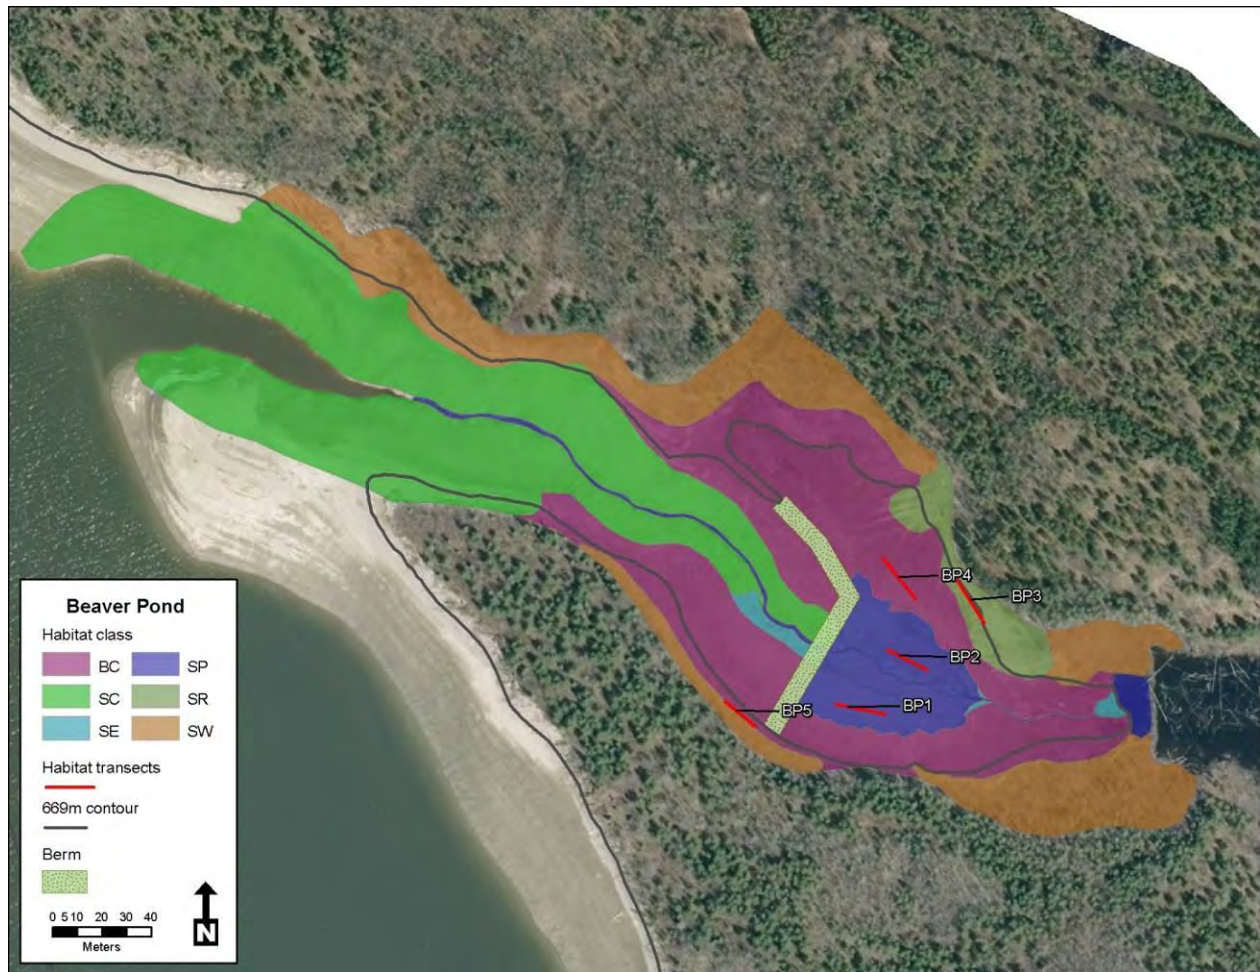 BP4
BP3
BP2
BP1
BP5
Beaver Pond
Habitat class
BC SP
SC SR
SE SW
Habitat transects
669m contour
Berm
0 5 10 20 30 40
Meters
N